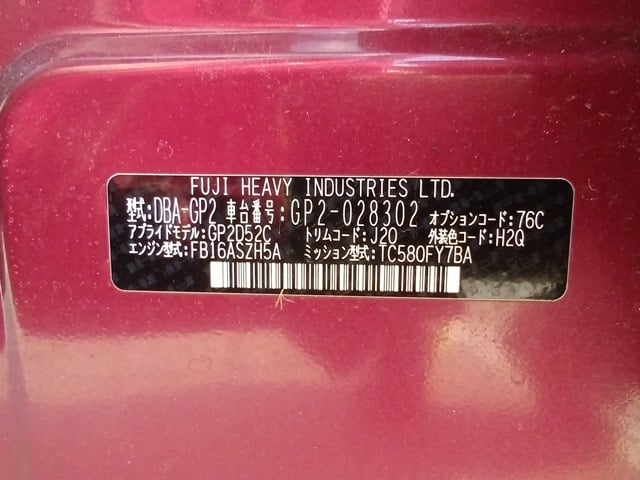 FUJI HEAVY INDUSTRIES LTD.
型式:DBA-GP2 車台番号:GP2-028302 オプションコード:76C
アプライドモデル:GP2D52C トリムコード:J20 外装色コード:H2Q
エンジン型式:FB16ASZH5A ミッション型式:TC580FY7BA